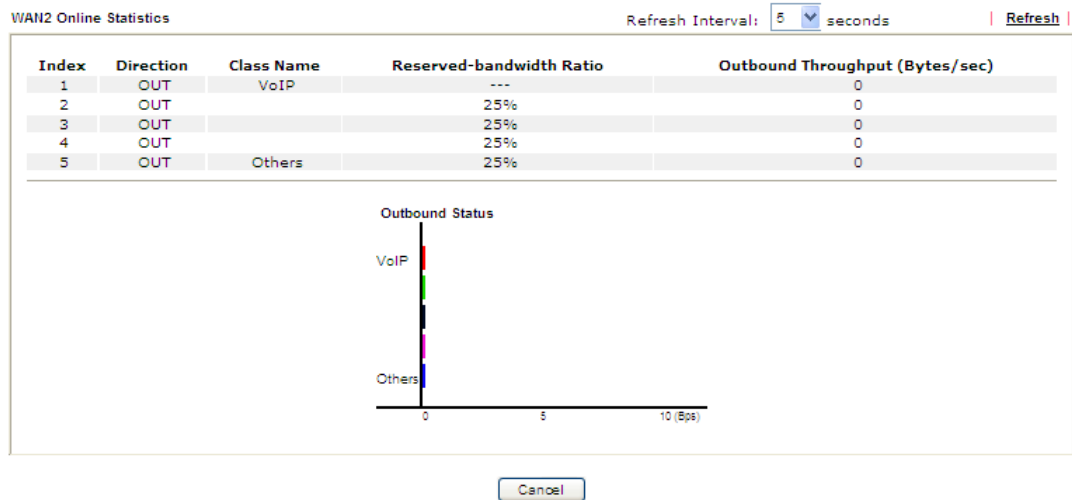 WAN2 Online Statistics Refresh Interval: 5 seconds | Refresh |
Index Direction Class Name Reserved-bandwidth Ratio Outbound Throughput (Bytes/sec)
1 OUT VoIP --- 0
2 OUT 25% 0
3 OUT 25% 0
4 OUT 25% 0
5 OUT Others 25% 0
Outbound Status
VoIP
Others
0 5 10 (Bps)
Cancel